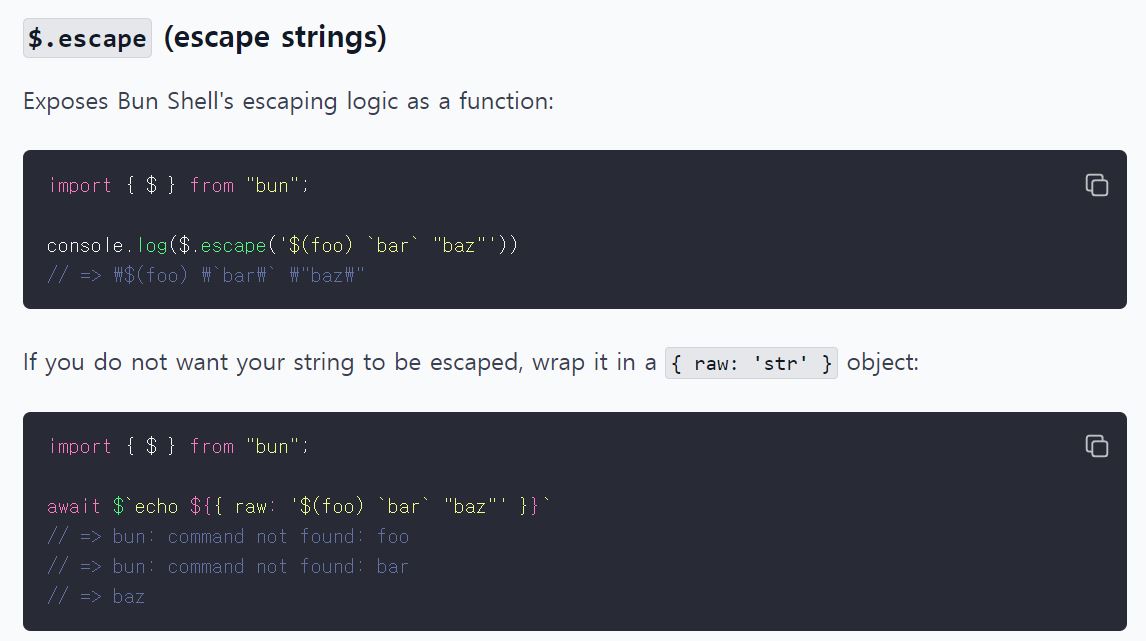 $.escape (escape strings)
Exposes Bun Shell's escaping logic as a function:
import { $ } from "bun";
console.log($.escape('$(foo) `bar` "baz"'))
// => ₩$(foo) ₩`bar₩` ₩"baz₩"
If you do not want your string to be escaped, wrap it in a { raw: 'str' } object:
import { $ } from "bun";
await $`echo ${{ raw: '$(foo) `bar` "baz"' }}`
// => bun: command not found: foo
// => bun: command not found: bar
// => baz